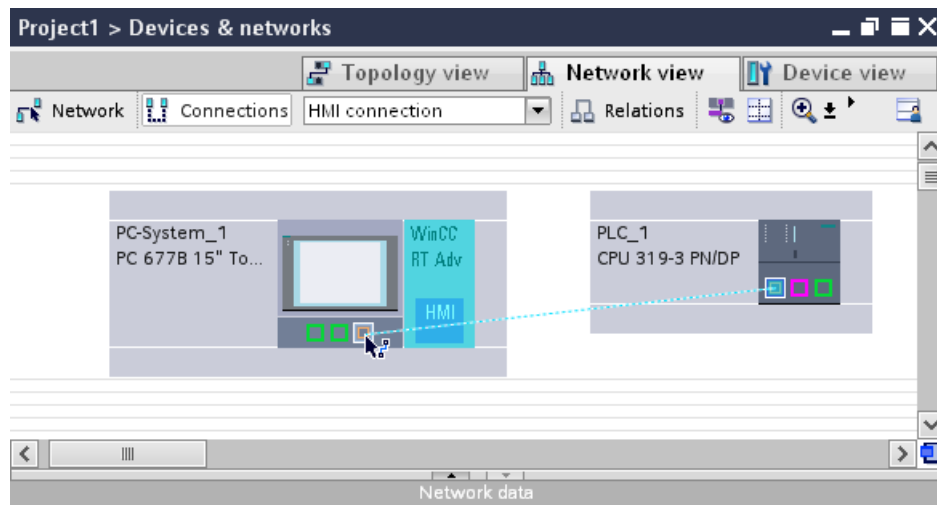 Project1 > Devices & networks
Topology view
Network view
Device view
Network
Connections
HMI connection
Relations
PC-System_1
PC 677B 15" To...
WinCC
RT Adv
HMI
PLC_1
CPU 319-3 PN/DP
Network data